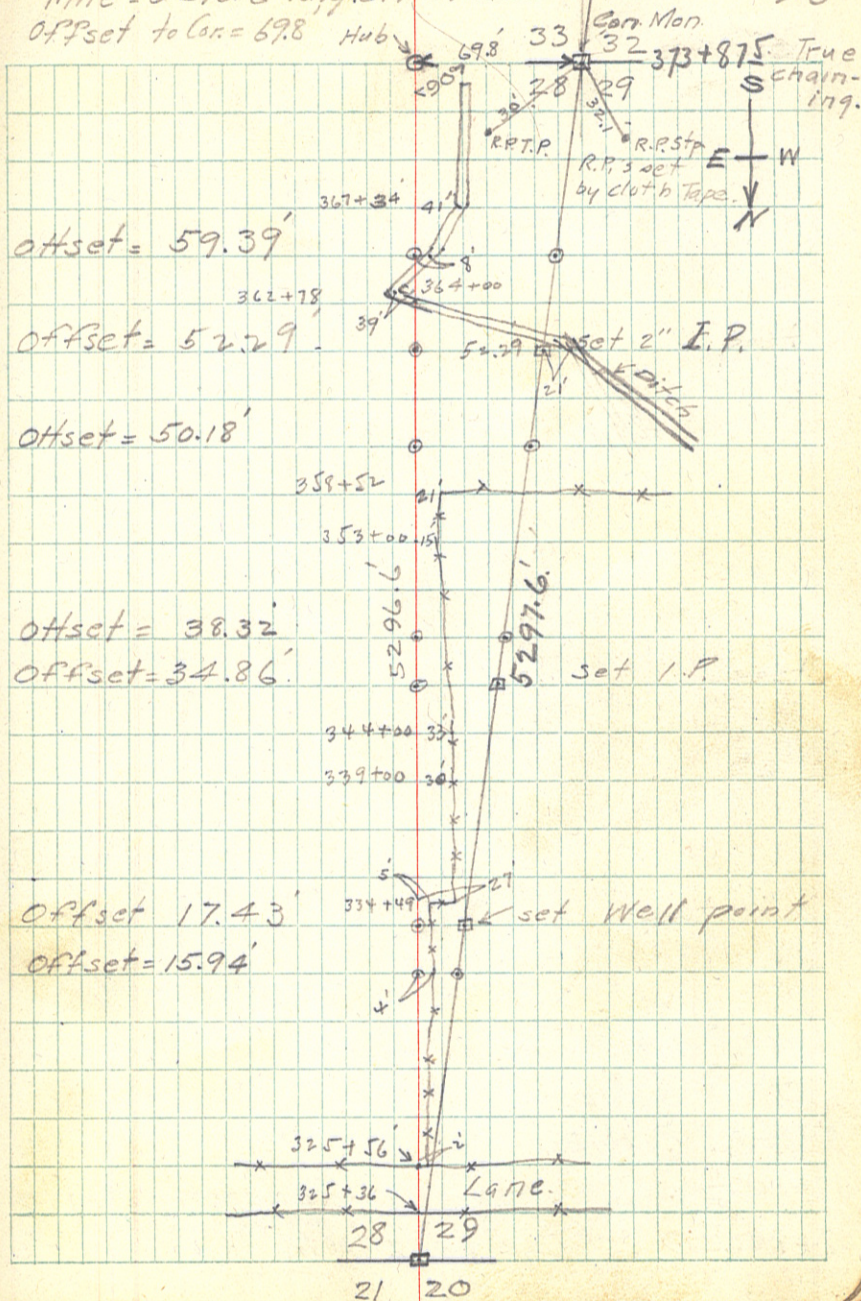 Offset to Cor. = 69.8
Hub
Con. Mon.
69.8'
33 32
373+87.5 True chain-ing.
<90°
28 29
S
30'
32.1'
R.P.T.P.
R.P. Stp
E W
R.P.s set
by cloth Tape.
N
367+34 41'
Offset = 59.39'
8'
362+78
364+00
39'
Offset = 52.29'
52.29
set 2" I.P.
21'
Ditch
Offset = 50.18'
358+52 21'
353+00 15'
5296.6'
5297.6'
Offset = 38.32'
Offset = 34.86'
set I.P.
344+00 33'
339+00 30'
5'
27'
334+49
Offset 17.43'
set Well point
Offset = 15.94'
4'
325+56' 2'
325+36 Lane.
28 29
21 20